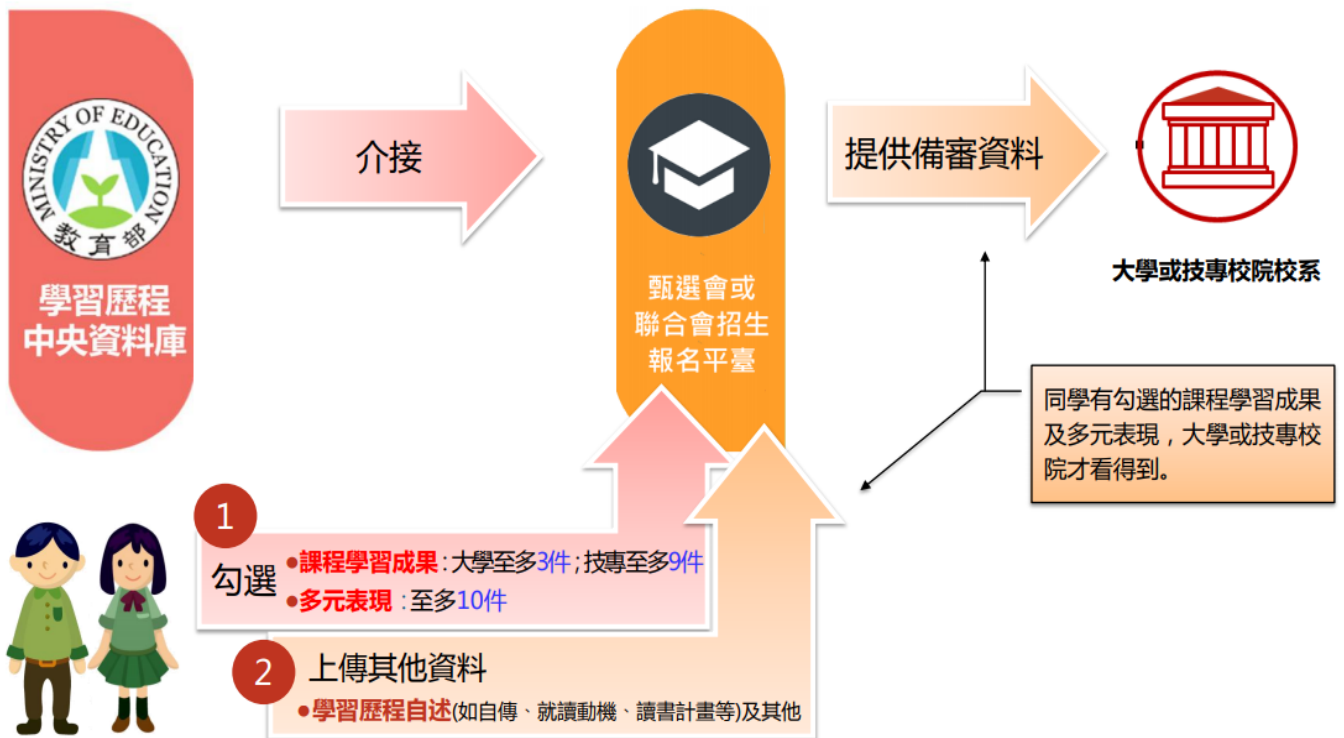 MINISTRY OF EDUCATION
教育部
學習歷程
中央資料庫
介接
甄選會或
聯合會招生
報名平臺
提供備審資料
大學或技專校院校系
同學有勾選的課程學習成果
及多元表現，大學或技專校
院才看得到。
1
勾選
●課程學習成果：大學至多3件；技專至多9件
●多元表現：至多10件
2
上傳其他資料
●學習歷程自述(如自傳、就讀動機、讀書計畫等)及其他